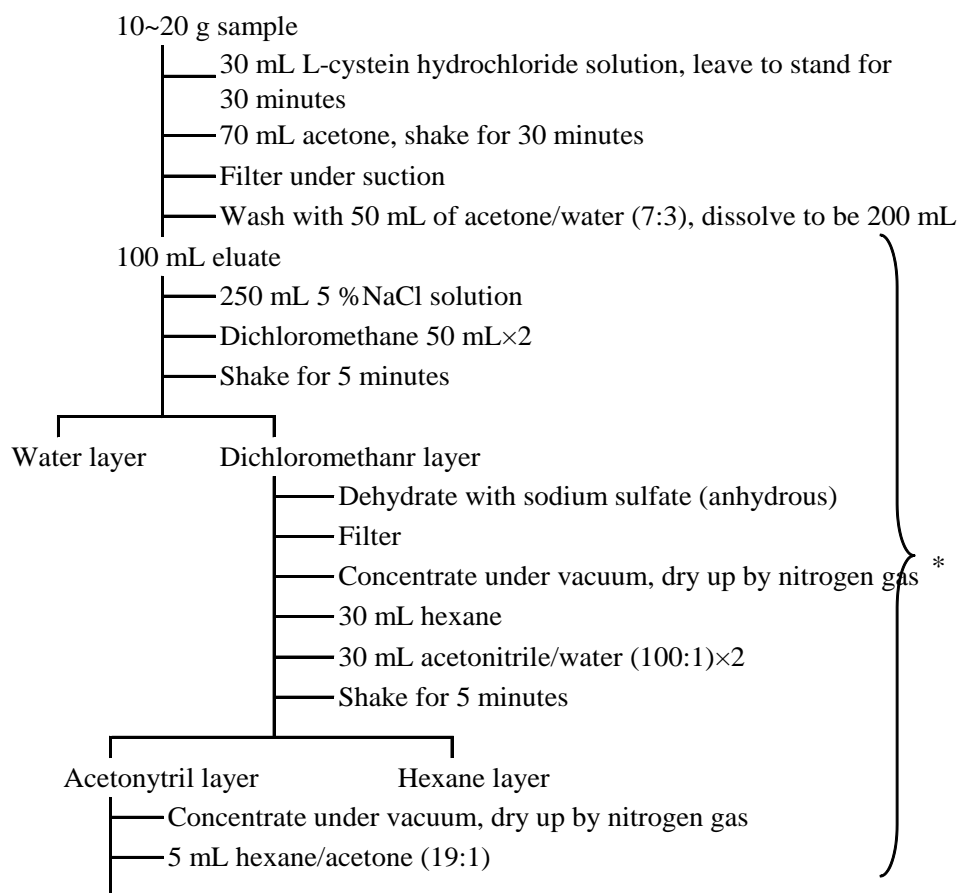 10~20 g sample
30 mL L-cystein hydrochloride solution, leave to stand for
30 minutes
70 mL acetone, shake for 30 minutes
Filter under suction
Wash with 50 mL of acetone/water (7:3), dissolve to be 200 mL
100 mL eluate
250 mL 5 %NaCl solution
Dichloromethane 50 mL×2
Shake for 5 minutes
Water layer
Dichloromethanr layer
Dehydrate with sodium sulfate (anhydrous)
Filter
Concentrate under vacuum, dry up by nitrogen gas
*
30 mL hexane
30 mL acetonitrile/water (100:1)×2
Shake for 5 minutes
Acetonytril layer
Hexane layer
Concentrate under vacuum, dry up by nitrogen gas
5 mL hexane/acetone (19:1)